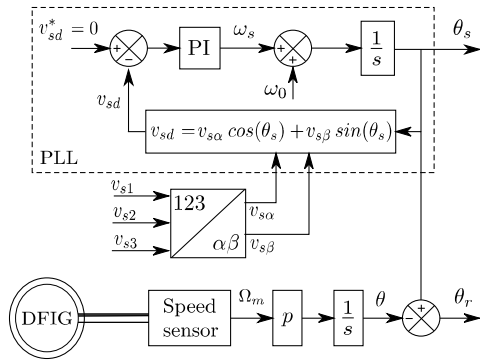 v*sd = 0
+
−
PI
ωs
+
+
1/s
θs
vsd
ω0
vsd = vsα cos(θs) + vsβ sin(θs)
PLL
vs1
vs2
vs3
123
αβ
vsα
vsβ
DFIG
Speed
sensor
Ωm
p
1/s
θ
−
+
θr